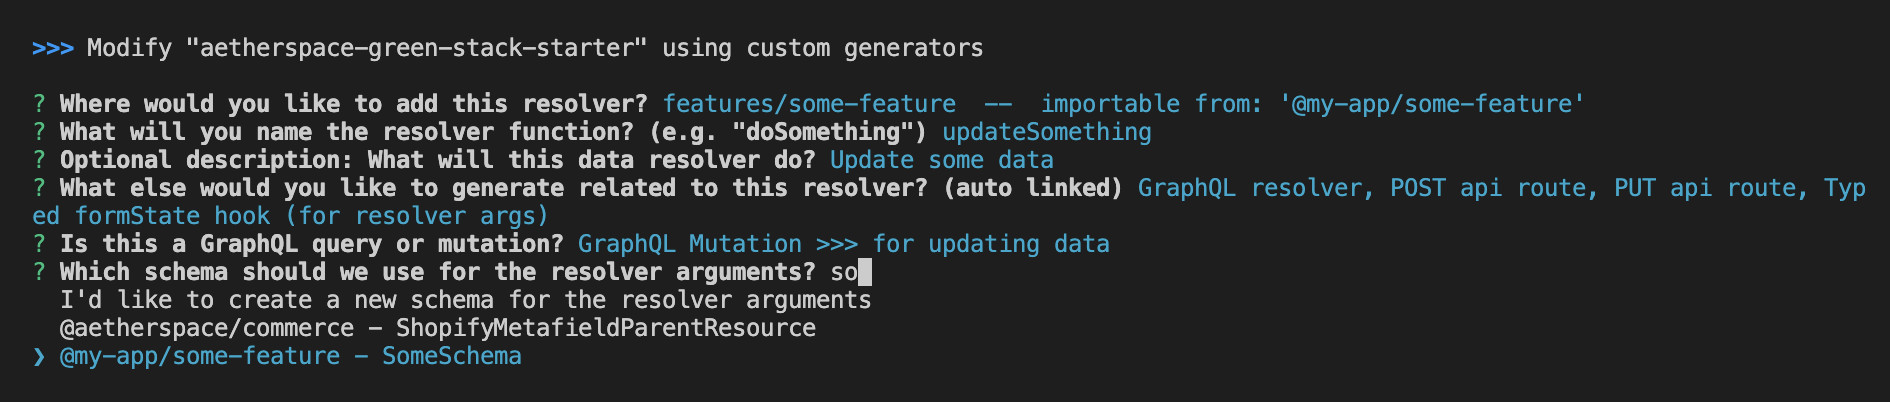 >>> Modify "aetherspace-green-stack-starter" using custom generators
? Where would you like to add this resolver? features/some-feature  --  importable from: '@my-app/some-feature'
? What will you name the resolver function? (e.g. "doSomething") updateSomething
? Optional description: What will this data resolver do? Update some data
? What else would you like to generate related to this resolver? (auto linked) GraphQL resolver, POST api route, PUT api route, Typ
ed formState hook (for resolver args)
? Is this a GraphQL query or mutation? GraphQL Mutation >>> for updating data
? Which schema should we use for the resolver arguments? so
I'd like to create a new schema for the resolver arguments
@aetherspace/commerce - ShopifyMetafieldParentResource
❯ @my-app/some-feature - SomeSchema